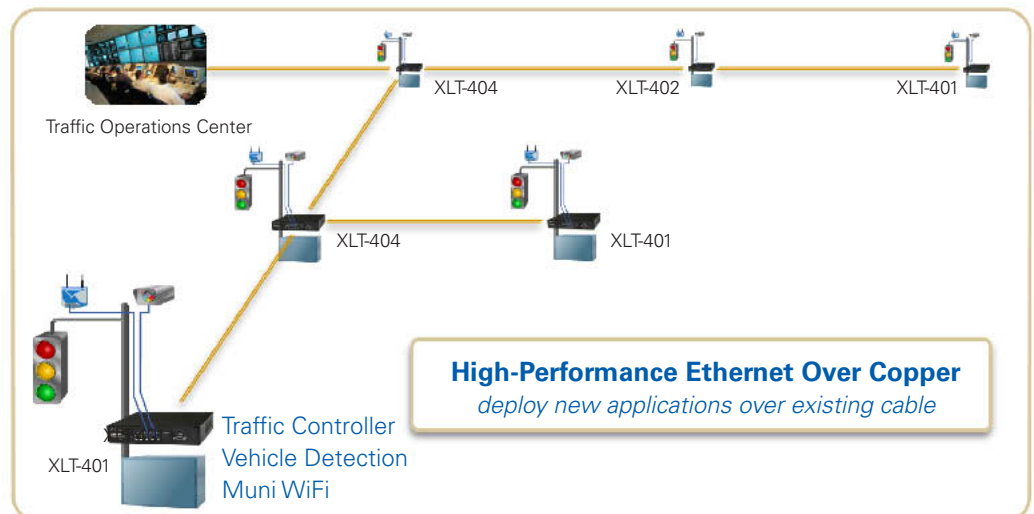 XLT-404
XLT-402
XLT-401
Traffic Operations Center
XLT-404
XLT-401
High-Performance Ethernet Over Copper
deploy new applications over existing cable
Traffic Controller
XLT-401
Vehicle Detection
Muni WiFi